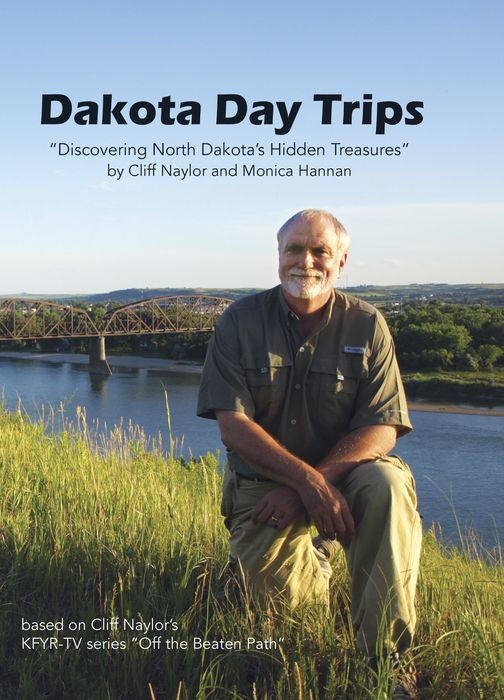 Dakota Day Trips
“Discovering North Dakota’s Hidden Treasures”
by Cliff Naylor and Monica Hannan
based on Cliff Naylor’s
KFYR-TV series “Off the Beaten Path“